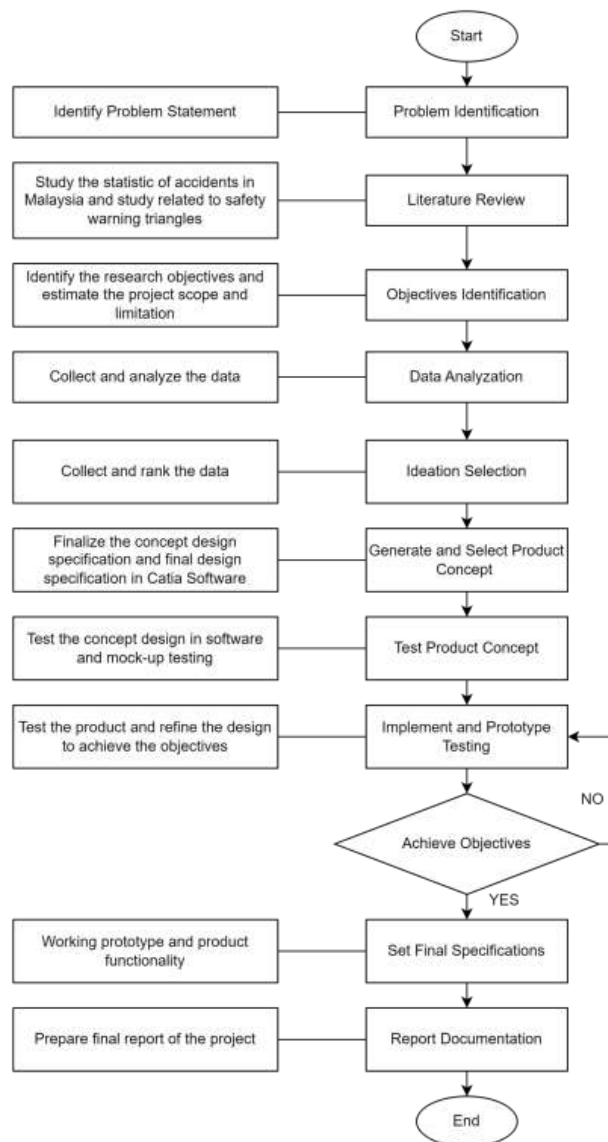 Start
Identify Problem Statement
Problem Identification
Study the statistic of accidents in
Malaysia and study related to safety
warning triangles
Literature Review
Identify the research objectives and
estimate the project scope and
limitation
Objectives Identification
Collect and analyze the data
Data Analyzation
Collect and rank the data
Ideation Selection
Finalize the concept design
specification and final design
specification in Catia Software
Generate and Select Product
Concept
Test the concept design in software
and mock-up testing
Test Product Concept
Test the product and refine the design
to achieve the objectives
Implement and Prototype
Testing
NO
Achieve Objectives
YES
Working prototype and product
functionality
Set Final Specifications
Prepare final report of the project
Report Documentation
End